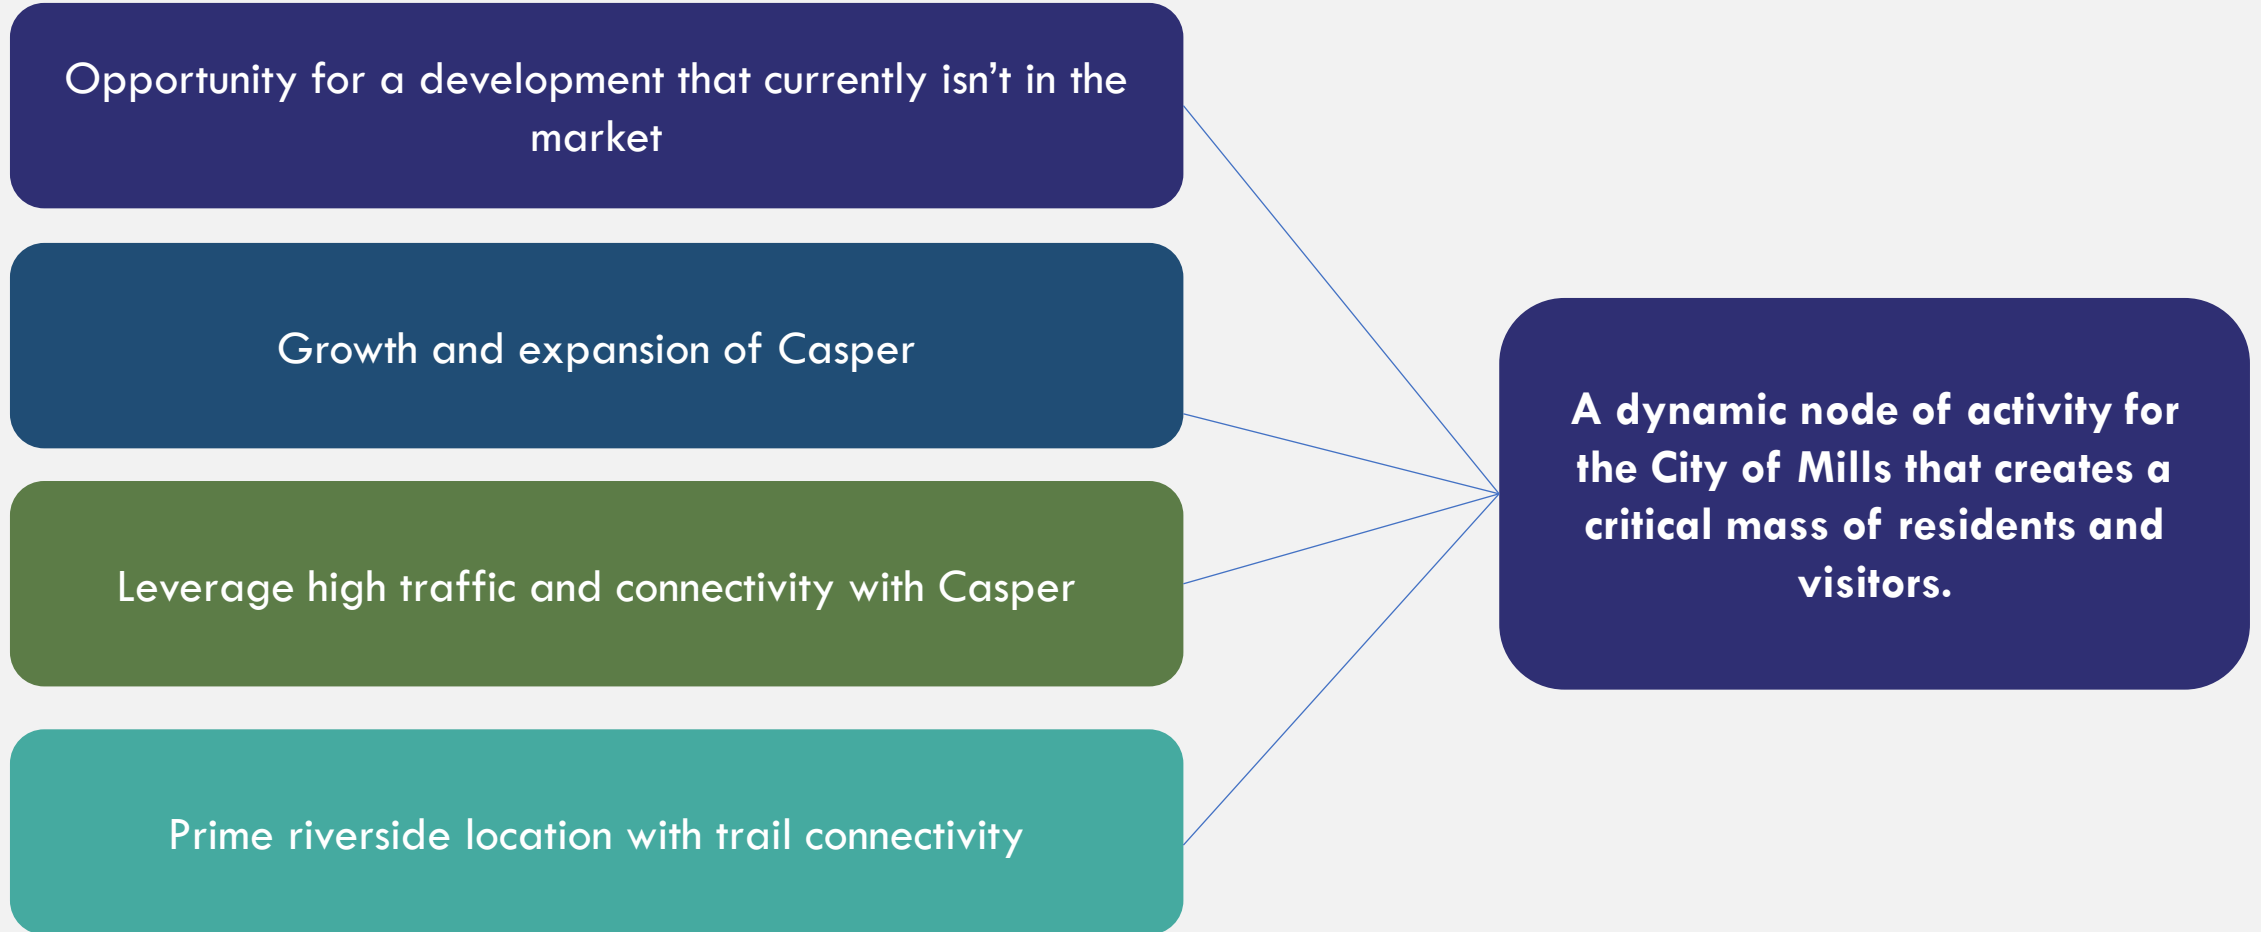 Opportunity for a development that currently isn’t in the
market
Growth and expansion of Casper
Leverage high traffic and connectivity with Casper
Prime riverside location with trail connectivity
A dynamic node of activity for
the City of Mills that creates a
critical mass of residents and
visitors.